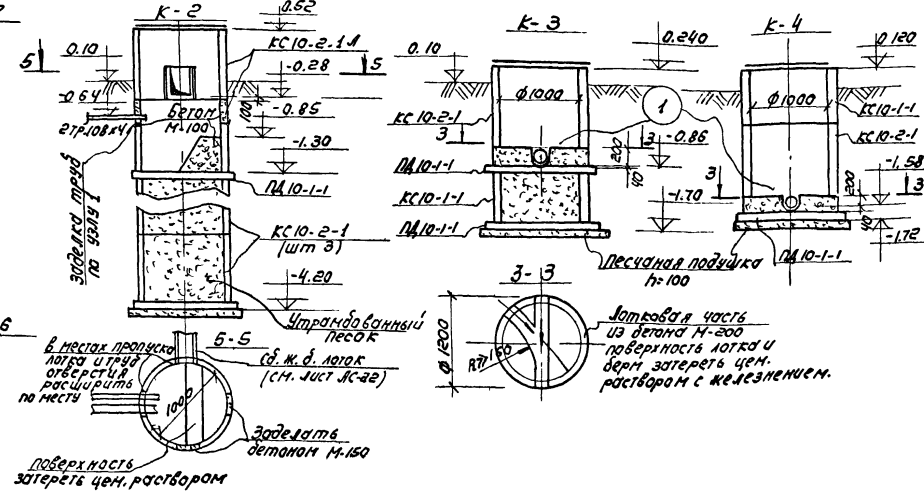 К-2
0.52
5
0.10
КС10-2-1А
-0.28
5
-0.64
Бетон
М-100
100
-0.85
2тр.108х4
-1.30
ПД10-1-1
Заделка труб
по узлу 1
КС10-2-1
(шт 3)
-4.20
Утрамбованный
песок
К-3
0.240
0.10
Ф1000
КС10-2-1
3
3
1
200
-0.86
ПД10-1-1
40
КС10-1-1
-1.70
ПД10-1-1
Песчаная подушка
h=100
К-4
0.120
Ф1000
КС10-1-1
КС10-2-1
-1.58
3
3
200
40
-1.72
ПД10-1-1
6
5-5
в местах пропуска
лотка и труб
отверстия
расширить
по месту
Сб. ж. б. лоток
(см. лист ЛС-22)
1000
Заделать
бетоном М-150
Поверхность
затереть цем. раствором
3-3
Ф1200
R≥150
Лотковая часть
из бетона М-200
поверхность лотка и
берм затереть цем.
раствором с железнением.